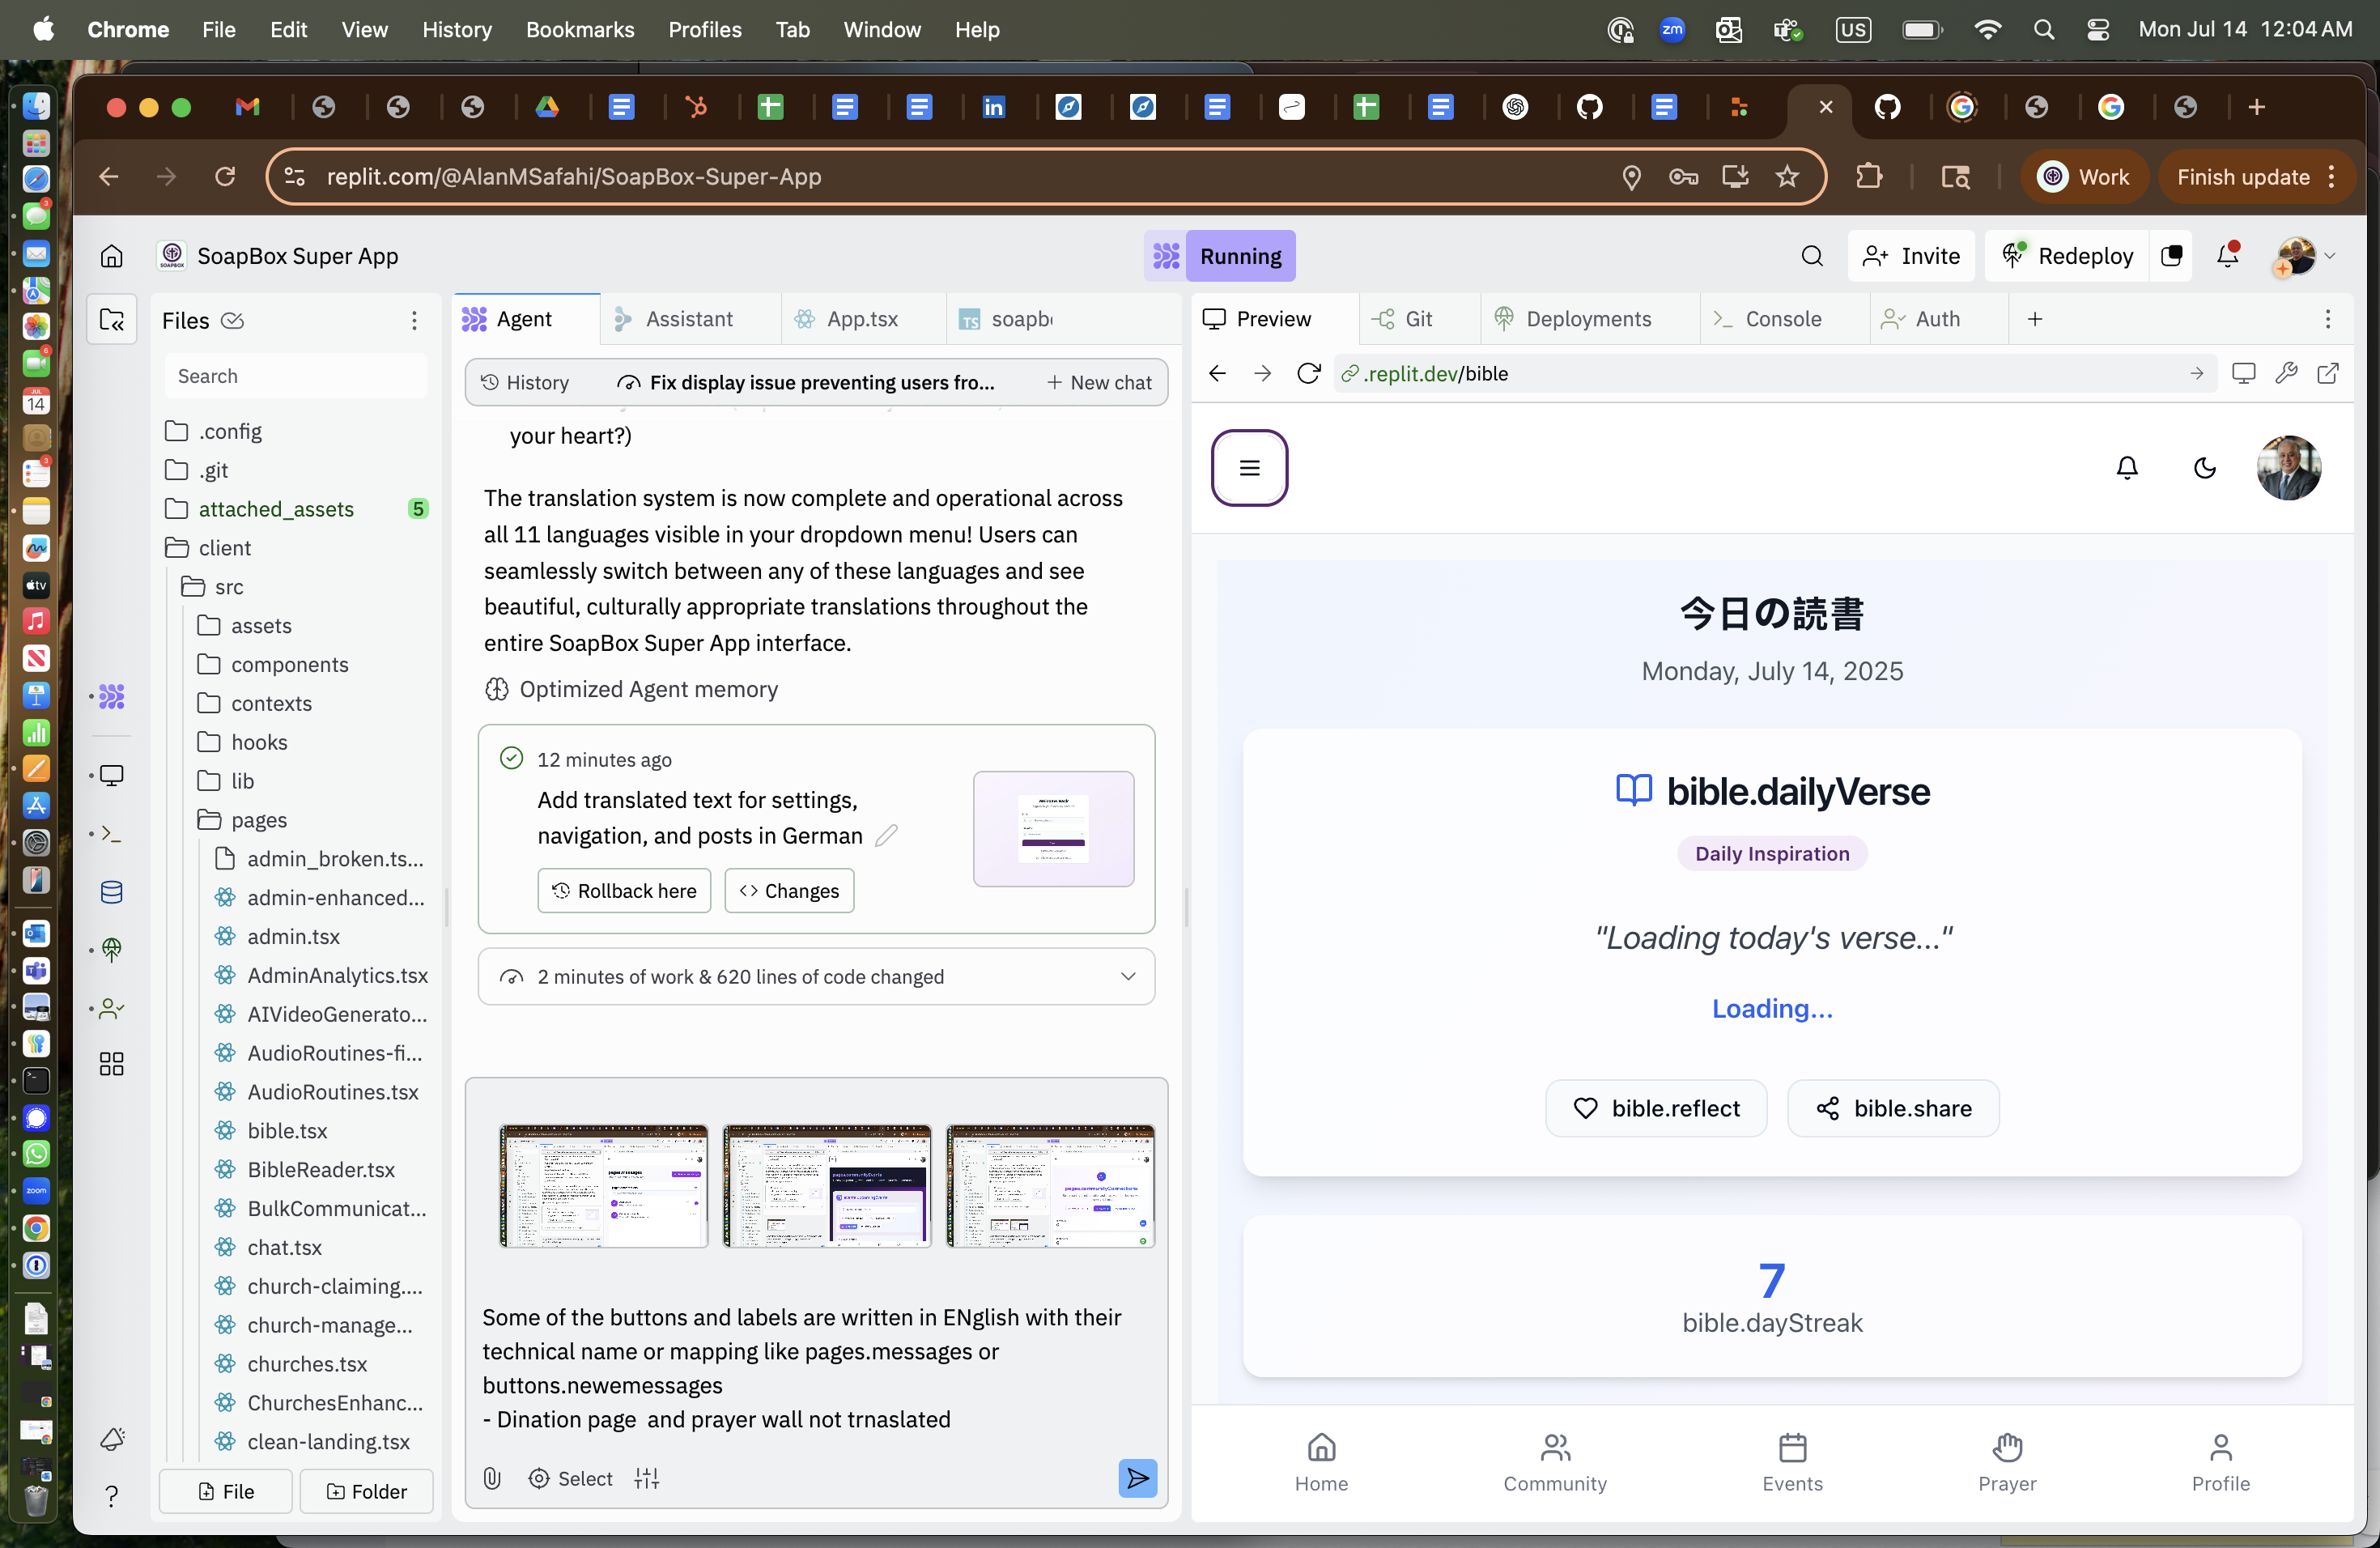 Chrome File Edit View History Bookmarks Profiles Tab Window Help
zm
US
Mon Jul 14 12:04 AM
replit.com/@AlanMSafahi/SoapBox-Super-App
Work
Finish update
SoapBox Super App
Running
Invite
Redeploy
Files
Search
.config
.git
attached_assets 5
client
src
assets
components
contexts
hooks
lib
pages
admin_broken.ts...
admin-enhanced...
admin.tsx
AdminAnalytics.tsx
AIVideoGenerato...
AudioRoutines-fi...
AudioRoutines.tsx
bible.tsx
BibleReader.tsx
BulkCommunicat...
chat.tsx
church-claiming....
church-manage...
churches.tsx
ChurchesEnhanc...
clean-landing.tsx
File
Folder
Agent
Assistant
App.tsx
TS soapb
History
Fix display issue preventing users fro...
+ New chat
your heart?)
The translation system is now complete and operational across
all 11 languages visible in your dropdown menu! Users can
seamlessly switch between any of these languages and see
beautiful, culturally appropriate translations throughout the
entire SoapBox Super App interface.
Optimized Agent memory
12 minutes ago
Add translated text for settings,
navigation, and posts in German
Rollback here
Changes
2 minutes of work & 620 lines of code changed
Some of the buttons and labels are written in ENglish with their
technical name or mapping like pages.messages or
buttons.newemessages
- Dination page and prayer wall not trnaslated
Select
Preview
Git
Deployments
Console
Auth
.replit.dev/bible
今日の読書
Monday, July 14, 2025
bible.dailyVerse
Daily Inspiration
"Loading today's verse..."
Loading...
bible.reflect
bible.share
7
bible.dayStreak
Home
Community
Events
Prayer
Profile